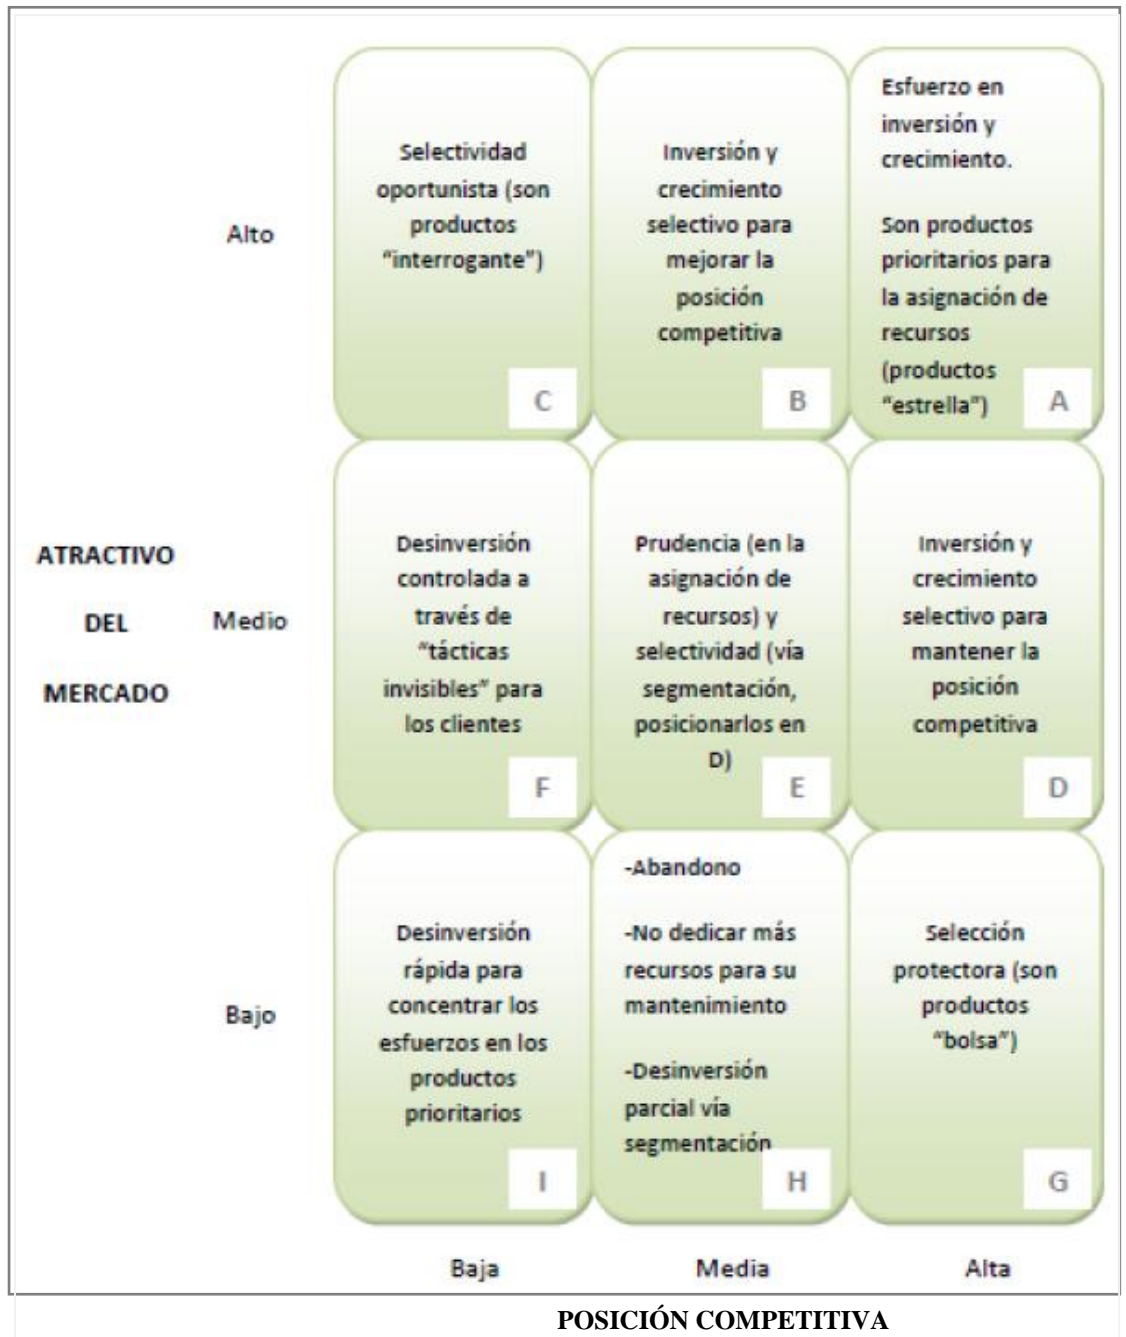 Alto
Selectividad
oportunista (son
productos
"interrogante")
C
Inversión y
crecimiento
selectivo para
mejorar la
posición
competitiva
B
Esfuerzo en
inversión y
crecimiento.
Son productos
prioritarios para
la asignación de
recursos
(productos
"estrella")
A
ATRACTIVO
DEL
MERCADO
Medio
Desinversión
controlada a
través de
"tácticas
invisibles" para
los clientes
F
Prudencia (en la
asignación de
recursos) y
selectividad (vía
segmentación,
posicionarlos en
D)
E
Inversión y
crecimiento
selectivo para
mantener la
posición
competitiva
D
Bajo
Desinversión
rápida para
concentrar los
esfuerzos en los
productos
prioritarios
I
-Abandono
-No dedicar más
recursos para su
mantenimiento
-Desinversión
parcial vía
segmentación
H
Selección
protectora (son
productos
"bolsa")
G
Baja
Media
Alta
POSICIÓN COMPETITIVA